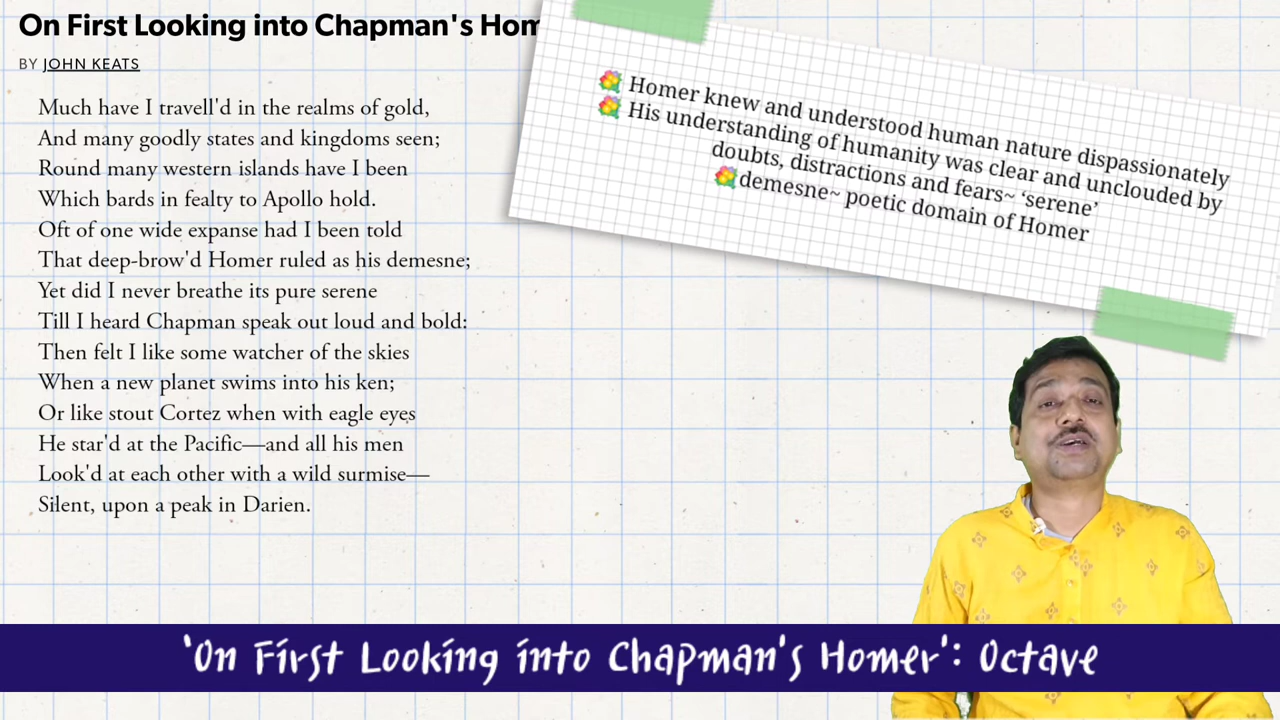 On First Looking into Chapman's Hom
BY JOHN KEATS
Much have I travell'd in the realms of gold,
And many goodly states and kingdoms seen;
Round many western islands have I been
Which bards in fealty to Apollo hold.
Oft of one wide expanse had I been told
That deep-brow'd Homer ruled as his demesne;
Yet did I never breathe its pure serene
Till I heard Chapman speak out loud and bold:
Then felt I like some watcher of the skies
When a new planet swims into his ken;
Or like stout Cortez when with eagle eyes
He star'd at the Pacific—and all his men
Look'd at each other with a wild surmise—
Silent, upon a peak in Darien.
Homer knew and understood human nature dispassionately
His understanding of humanity was clear and unclouded by
doubts, distractions and fears~ ‘serene’
demesne~ poetic domain of Homer
'On First Looking into Chapman's Homer': Octave